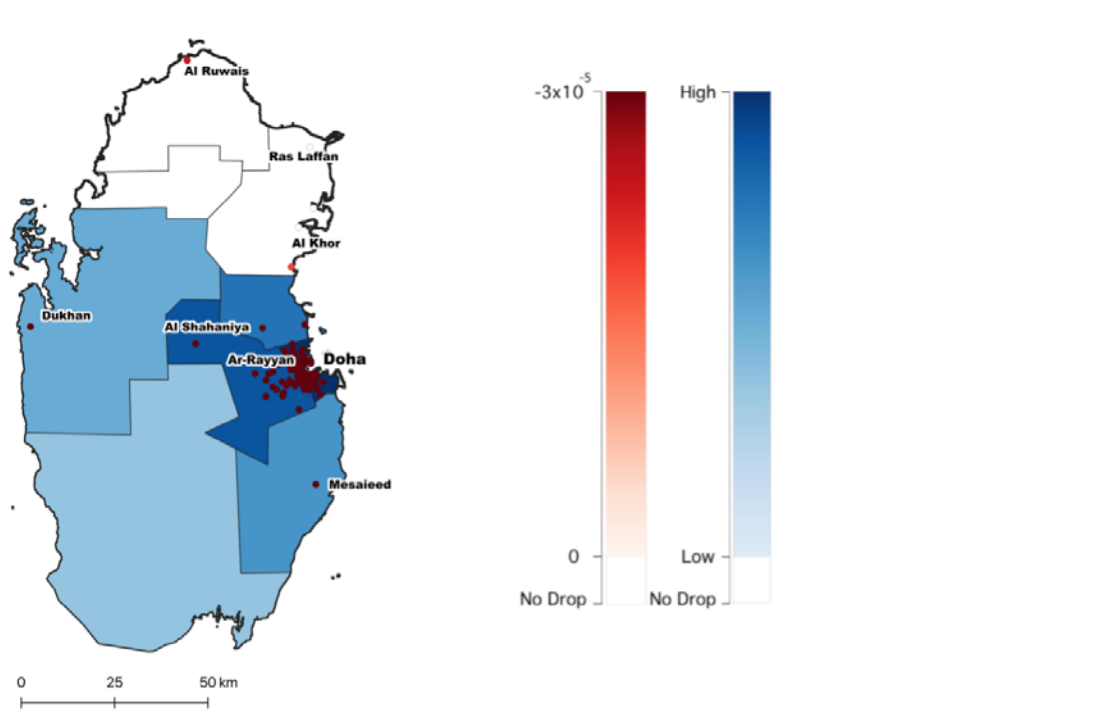 Al Ruwais
Ras Laffan
Al Khor
Dukhan
Al Shahaniya
Ar-Rayyan
Doha
Mesaieed
0 25 50 km
-3x10-5
0
No Drop
High
Low
No Drop